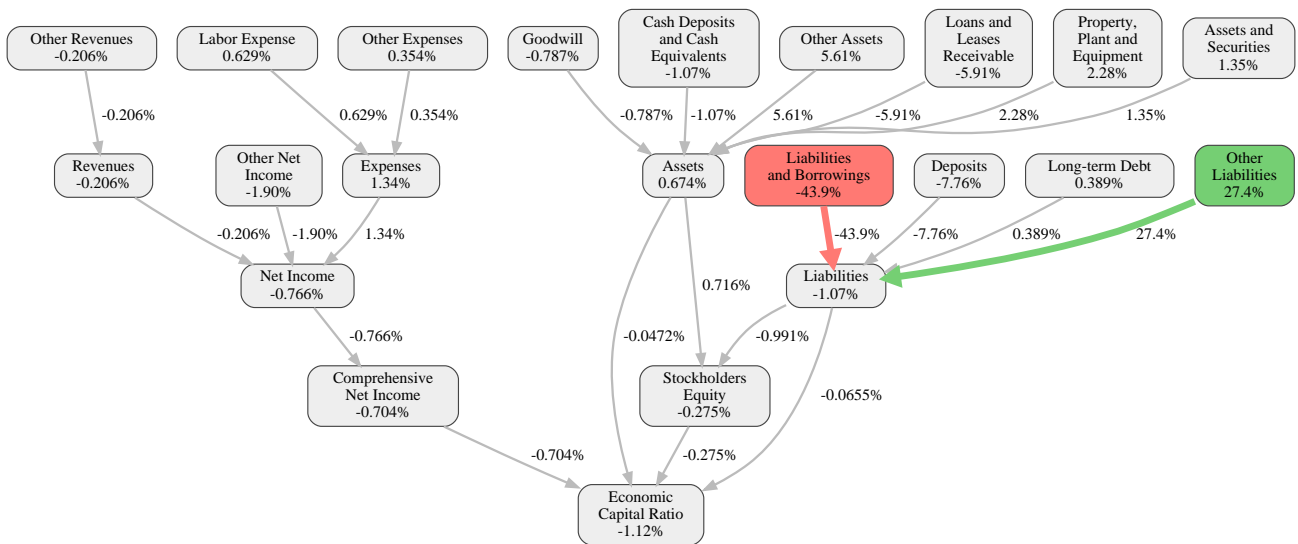 Other Revenues
-0.206%
Labor Expense
0.629%
Other Expenses
0.354%
Goodwill
-0.787%
Cash Deposits
and Cash
Equivalents
-1.07%
Other Assets
5.61%
Loans and
Leases
Receivable
-5.91%
Property,
Plant and
Equipment
2.28%
Assets and
Securities
1.35%
-0.206%
0.629%
0.354%
-0.787%
-1.07%
5.61%
-5.91%
2.28%
1.35%
Revenues
-0.206%
Other Net
Income
-1.90%
Expenses
1.34%
Assets
0.674%
Liabilities
and Borrowings
-43.9%
Deposits
-7.76%
Long-term Debt
0.389%
Other
Liabilities
27.4%
-0.206%
-1.90%
1.34%
-43.9%
-7.76%
0.389%
27.4%
Net Income
-0.766%
0.716%
Liabilities
-1.07%
-0.766%
-0.0472%
-0.991%
Comprehensive
Net Income
-0.704%
Stockholders
Equity
-0.275%
-0.0655%
-0.704%
-0.275%
Economic
Capital Ratio
-1.12%